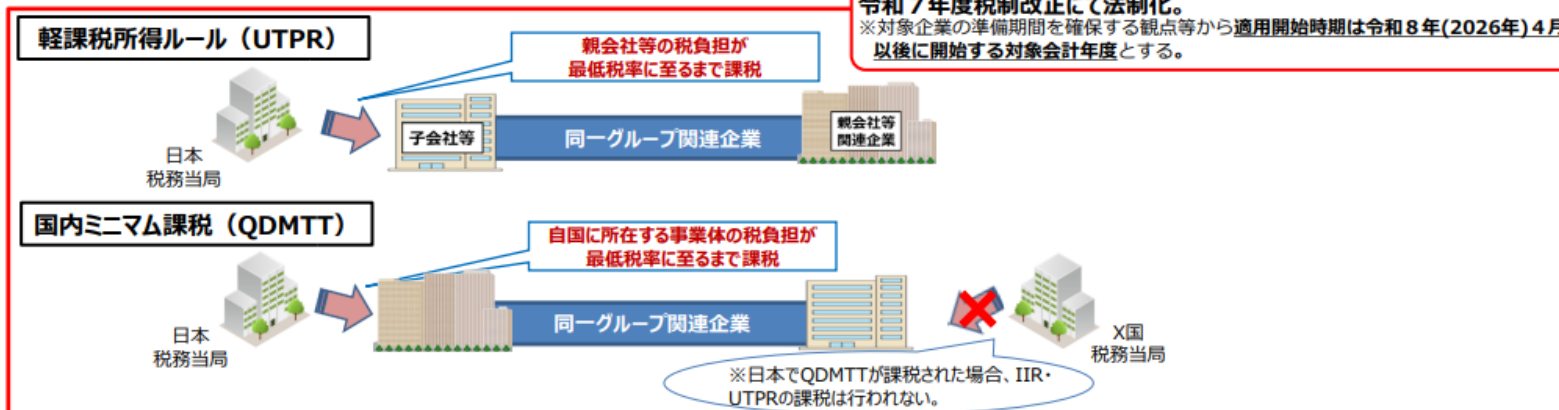 令和７年度税制改正にて法制化。
※対象企業の準備期間を確保する観点等から適用開始時期は令和８年(2026年)４月
以後に開始する対象会計年度とする。
軽課税所得ルール（UTPR）
親会社等の税負担が
最低税率に至るまで課税
子会社等
同一グループ関連企業
親会社等
関連企業
日本
税務当局
国内ミニマム課税（QDMTT）
自国に所在する事業体の税負担が
最低税率に至るまで課税
同一グループ関連企業
日本
税務当局
X国
税務当局
※日本でQDMTTが課税された場合、IIR・
UTPRの課税は行われない。